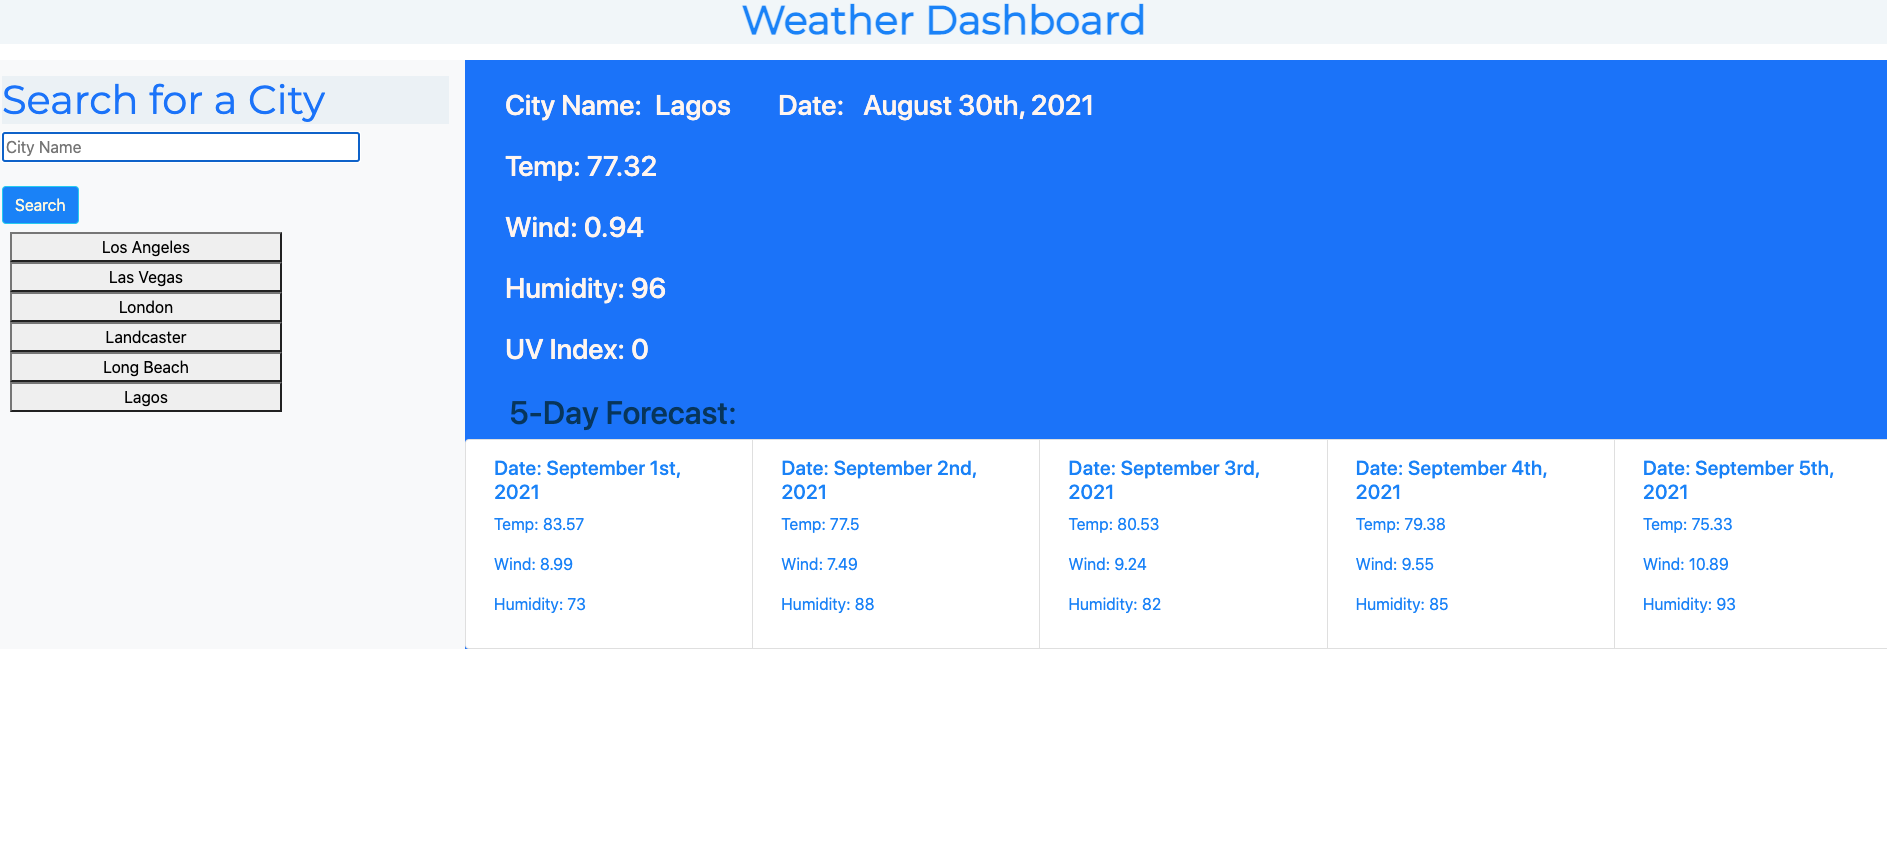 Weather Dashboard
Search for a City
City Name
Search
Los Angeles
Las Vegas
London
Landcaster
Long Beach
Lagos
City Name: Lagos Date: August 30th, 2021
Temp: 77.32
Wind: 0.94
Humidity: 96
UV Index: 0
5-Day Forecast:
Date: September 1st,
2021
Temp: 83.57
Wind: 8.99
Humidity: 73
Date: September 2nd,
2021
Temp: 77.5
Wind: 7.49
Humidity: 88
Date: September 3rd,
2021
Temp: 80.53
Wind: 9.24
Humidity: 82
Date: September 4th,
2021
Temp: 79.38
Wind: 9.55
Humidity: 85
Date: September 5th,
2021
Temp: 75.33
Wind: 10.89
Humidity: 93